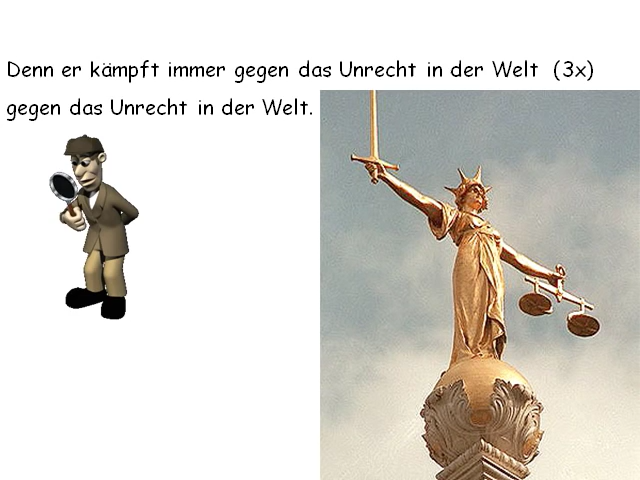 Denn er kämpft immer gegen das Unrecht in der Welt (3x)
gegen das Unrecht in der Welt.